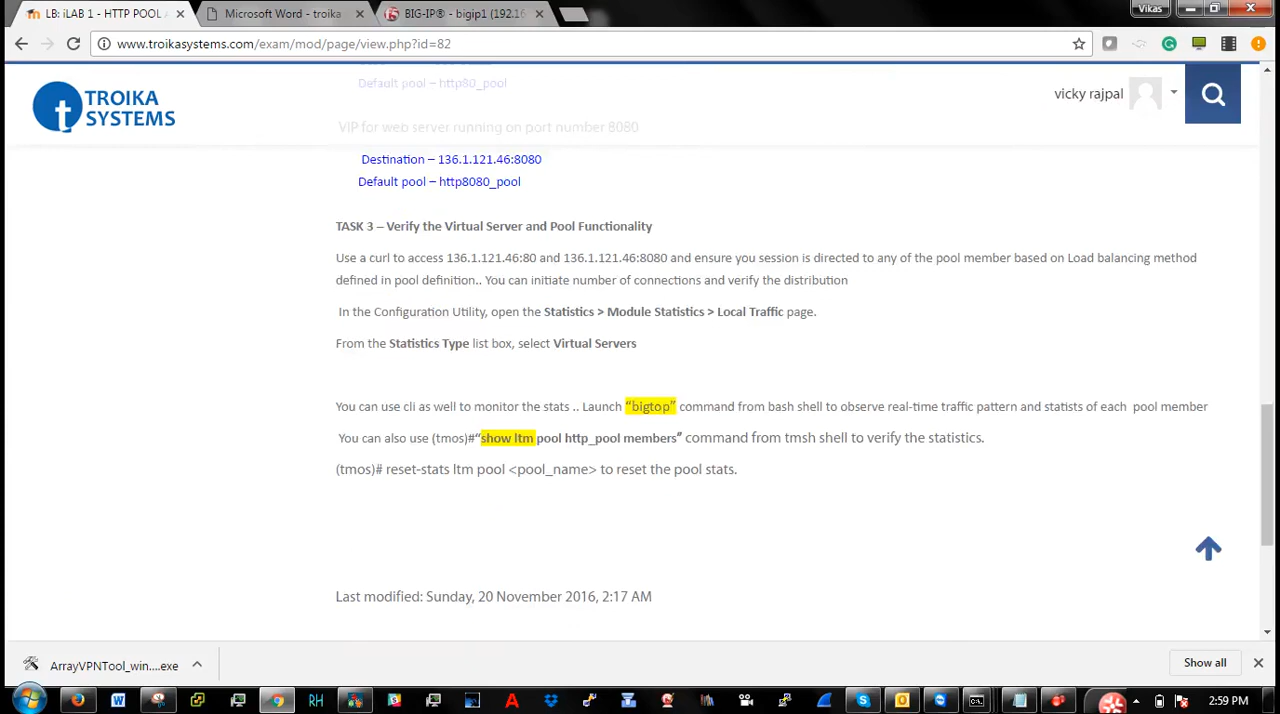 LB: iLAB 1 - HTTP POOL A
Microsoft Word - troika
BIG-IP® - bigip1 (192.16
Vikas
www.troikasystems.com/exam/mod/page/view.php?id=82
TROIKA
SYSTEMS
vicky rajpal
Default pool – http80_pool
VIP for web server running on port number 8080
Destination – 136.1.121.46:8080
Default pool – http8080_pool
TASK 3 – Verify the Virtual Server and Pool Functionality
Use a curl to access 136.1.121.46:80 and 136.1.121.46:8080 and ensure you session is directed to any of the pool member based on Load balancing method
defined in pool definition.. You can initiate number of connections and verify the distribution
In the Configuration Utility, open the Statistics > Module Statistics > Local Traffic page.
From the Statistics Type list box, select Virtual Servers
You can use cli as well to monitor the stats .. Launch “bigtop” command from bash shell to observe real-time traffic pattern and statists of each pool member
You can also use (tmos)#“show ltm pool http_pool members” command from tmsh shell to verify the statistics.
(tmos)# reset-stats ltm pool <pool_name> to reset the pool stats.
Last modified: Sunday, 20 November 2016, 2:17 AM
ArrayVPNTool_win....exe
Show all
RH
2:59 PM